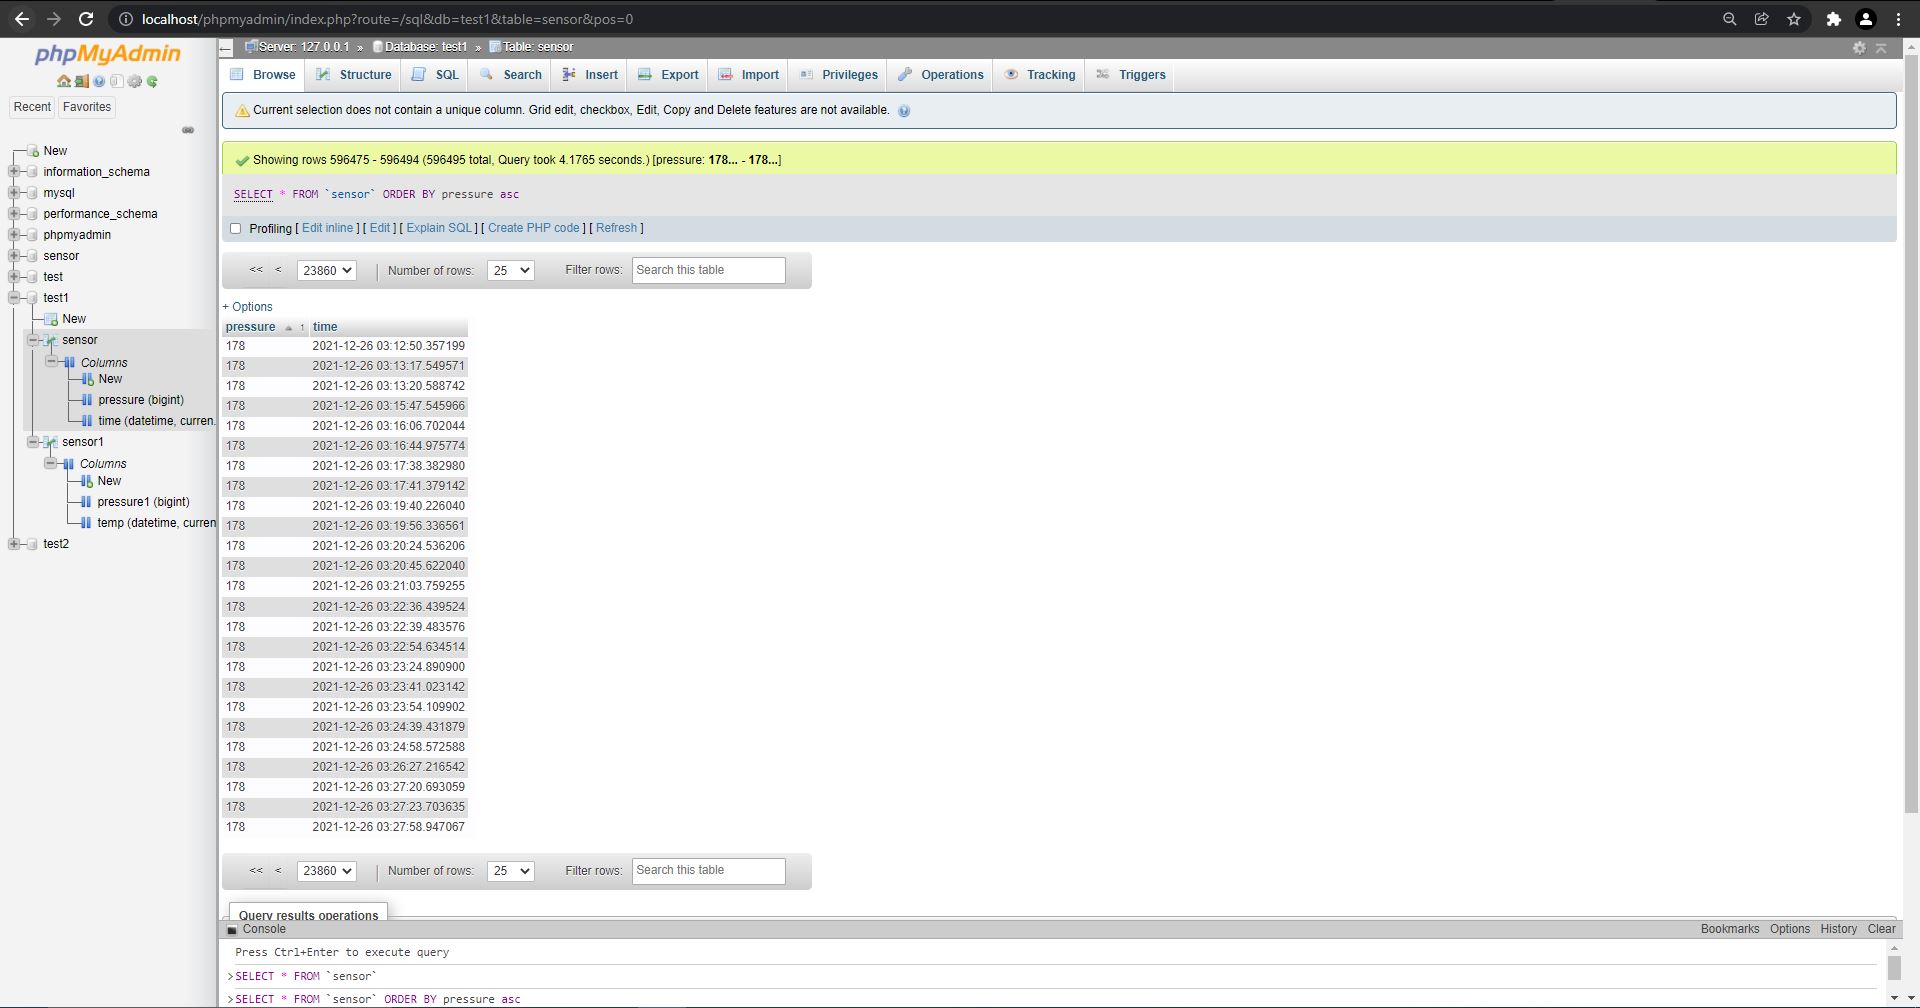 localhost/phpmyadmin/index.php?route=/sql&db=test1&table=sensor&pos=0
phpMyAdmin
Recent Favorites
New
information_schema
mysql
performance_schema
phpmyadmin
sensor
test
test1
New
sensor
Columns
New
pressure (bigint)
time (datetime, curren.
sensor1
Columns
New
pressure1 (bigint)
temp (datetime, curren
test2
Server: 127.0.0.1 » Database: test1 » Table: sensor
Browse Structure SQL Search Insert Export Import Privileges Operations Tracking Triggers
Current selection does not contain a unique column. Grid edit, checkbox, Edit, Copy and Delete features are not available.
Showing rows 596475 - 596494 (596495 total, Query took 4.1765 seconds.) [pressure: 178... - 178...]
SELECT * FROM `sensor` ORDER BY pressure asc
Profiling [ Edit inline ] [ Edit ] [ Explain SQL ] [ Create PHP code ] [ Refresh ]
<< < 23860 | Number of rows: 25 Filter rows: Search this table
+ Options
pressure 1 time
178 2021-12-26 03:12:50.357199
178 2021-12-26 03:13:17.549571
178 2021-12-26 03:13:20.588742
178 2021-12-26 03:15:47.545966
178 2021-12-26 03:16:06.702044
178 2021-12-26 03:16:44.975774
178 2021-12-26 03:17:38.382980
178 2021-12-26 03:17:41.379142
178 2021-12-26 03:19:40.226040
178 2021-12-26 03:19:56.336561
178 2021-12-26 03:20:24.536206
178 2021-12-26 03:20:45.622040
178 2021-12-26 03:21:03.759255
178 2021-12-26 03:22:36.439524
178 2021-12-26 03:22:39.483576
178 2021-12-26 03:22:54.634514
178 2021-12-26 03:23:24.890900
178 2021-12-26 03:23:41.023142
178 2021-12-26 03:23:54.109902
178 2021-12-26 03:24:39.431879
178 2021-12-26 03:24:58.572588
178 2021-12-26 03:26:27.216542
178 2021-12-26 03:27:20.693059
178 2021-12-26 03:27:23.703635
178 2021-12-26 03:27:58.947067
<< < 23860 | Number of rows: 25 Filter rows: Search this table
Query results operations
Console Bookmarks Options History Clear
Press Ctrl+Enter to execute query
>SELECT * FROM `sensor`
>SELECT * FROM `sensor` ORDER BY pressure asc